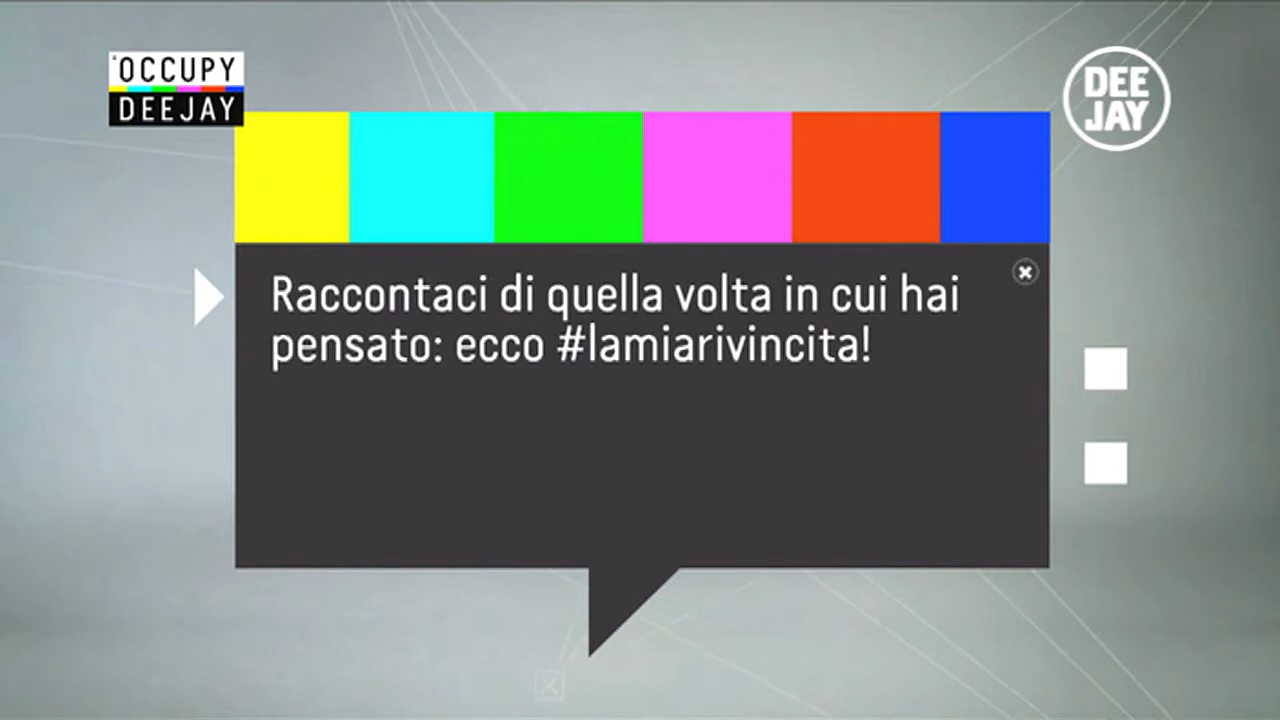 OCCUPY
DEEJAY
DEE
JAY
Raccontaci di quella volta in cui hai
pensato: ecco #lamiarivincita!